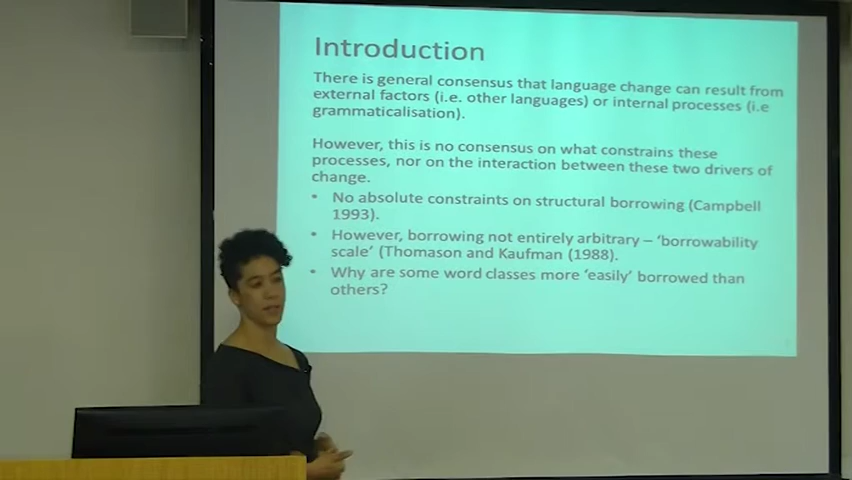 Introduction
There is general consensus that language change can result from
external factors (i.e. other languages) or internal processes (i.e
grammaticalisation).
However, this is no consensus on what constrains these
processes, nor on the interaction between these two drivers of
change.
• No absolute constraints on structural borrowing (Campbell
1993).
• However, borrowing not entirely arbitrary – ‘borrowability
scale’ (Thomason and Kaufman (1988).
• Why are some word classes more ‘easily’ borrowed than
others?